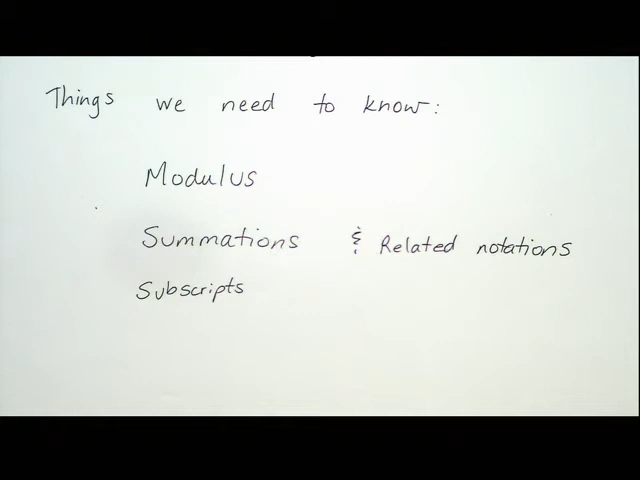 Things we need to know:
Modulus
Summations & Related notations
Subscripts